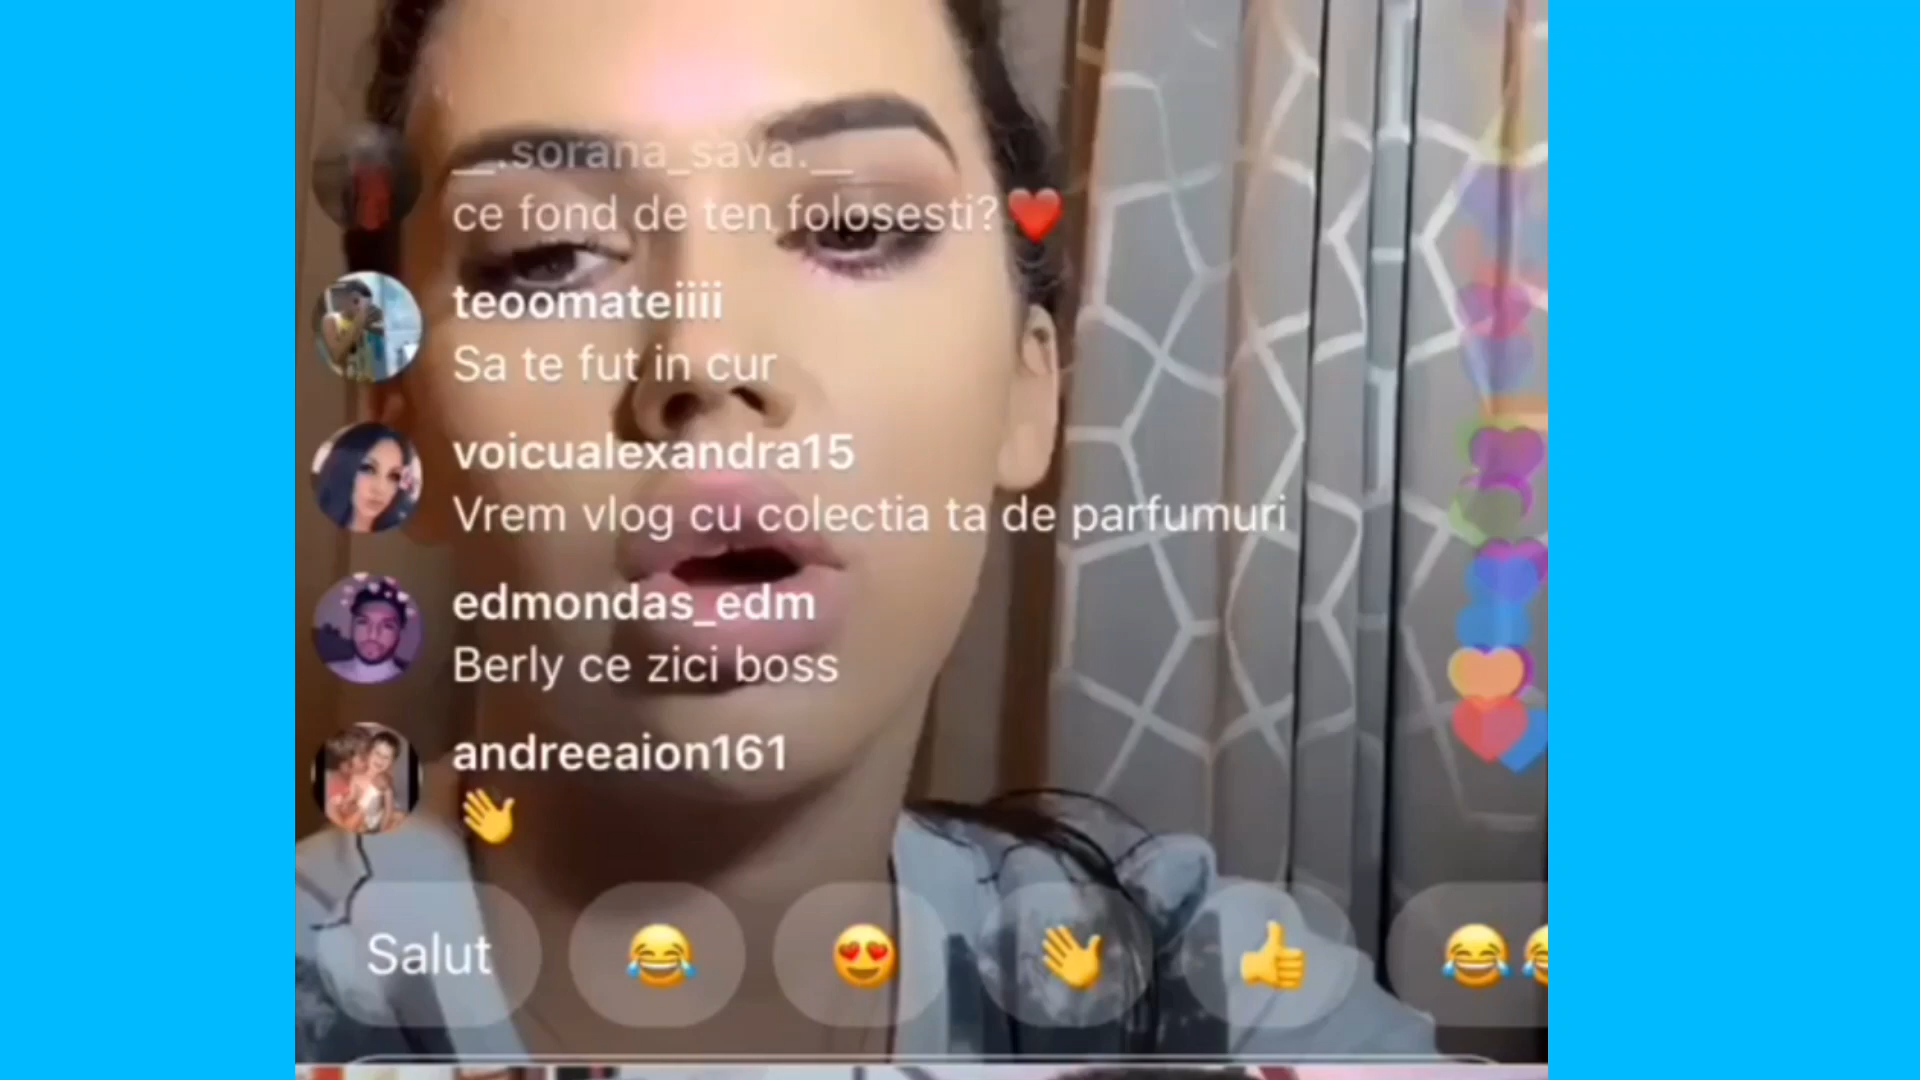 __.sorana_sava.__
ce fond de ten folosesti? ❤️
teoomateiiii
Sa te fut in cur
voicualexandra15
Vrem vlog cu colectia ta de parfumuri
edmondas_edm
Berly ce zici boss
andreeaion161
👋
Salut 😂 😍 👋 👍 😂😂